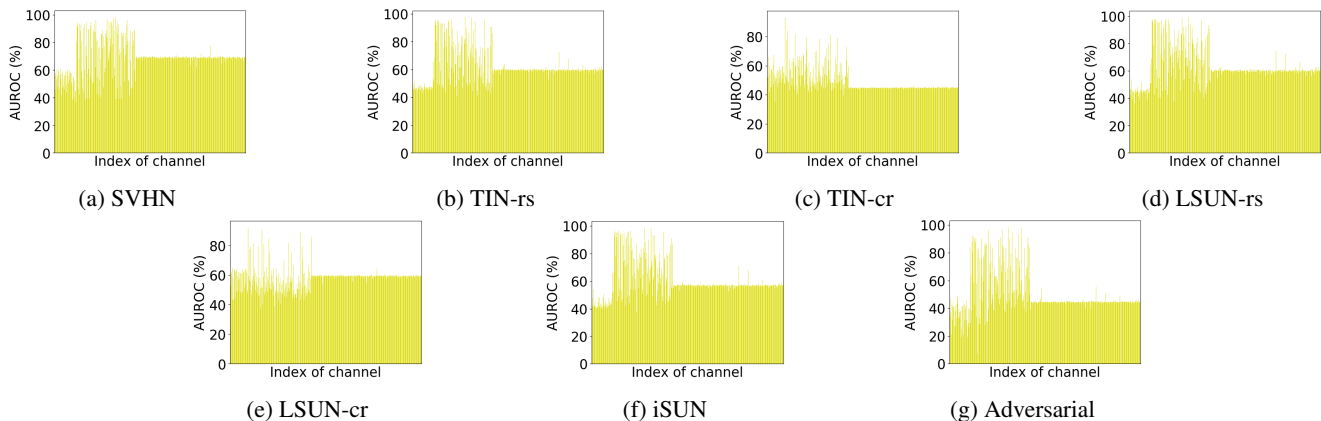 100
80
60
40
20
0
AUROC (%)
Index of channel
(a) SVHN
100
80
60
40
20
0
AUROC (%)
Index of channel
(b) TIN-rs
80
60
40
20
0
AUROC (%)
Index of channel
(c) TIN-cr
100
80
60
40
20
0
AUROC (%)
Index of channel
(d) LSUN-rs
80
60
40
20
0
AUROC (%)
Index of channel
(e) LSUN-cr
100
80
60
40
20
0
AUROC (%)
Index of channel
(f) iSUN
100
80
60
40
20
0
AUROC (%)
Index of channel
(g) Adversarial